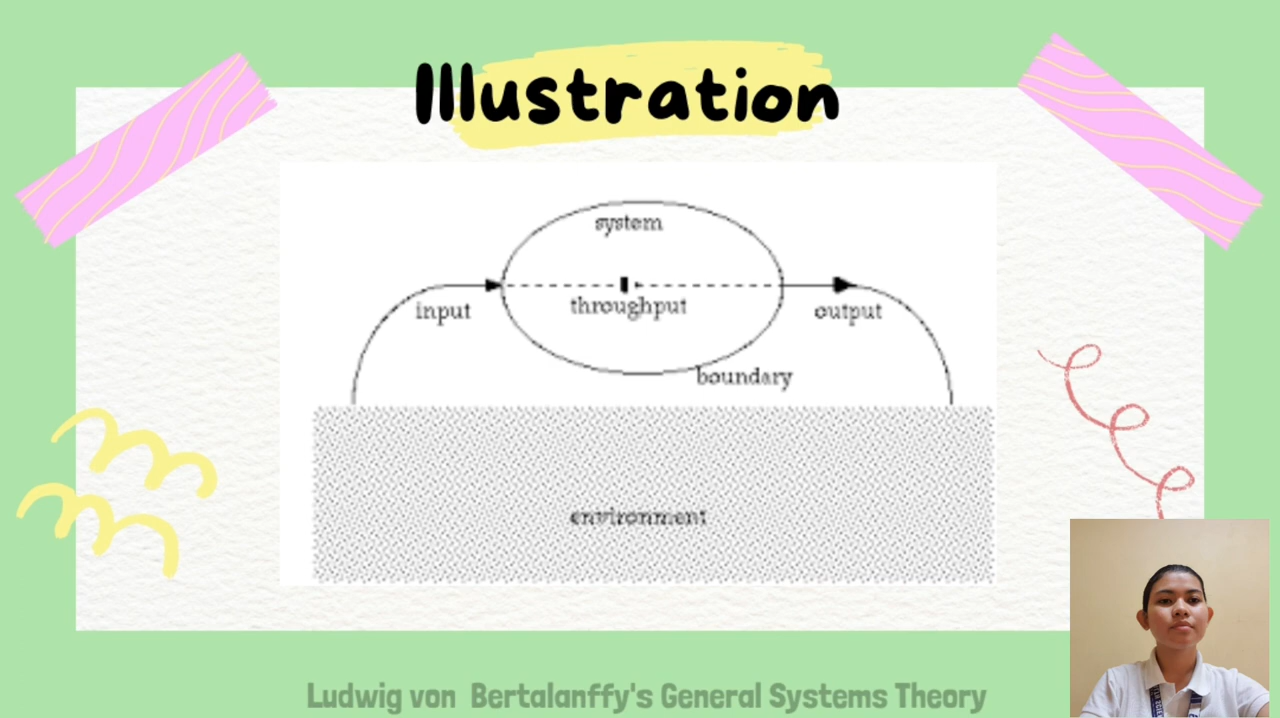 Illustration
system
input
throughput
output
boundary
environment
Ludwig von Bertalanffy's General Systems Theory